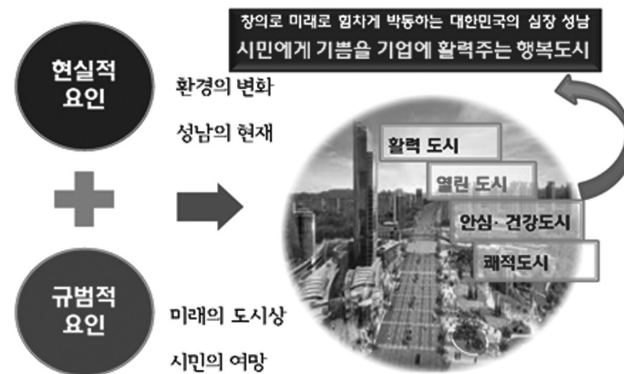 창의로 미래로 힘차게 박동하는 대한민국의 심장 성남
시민에게 기쁨을 기업에 활력주는 행복도시
현실적
요인
환경의 변화
성남의 현재
규범적
요인
미래의 도시상
시민의 여망
활력 도시
열린 도시
안심·건강도시
쾌적도시